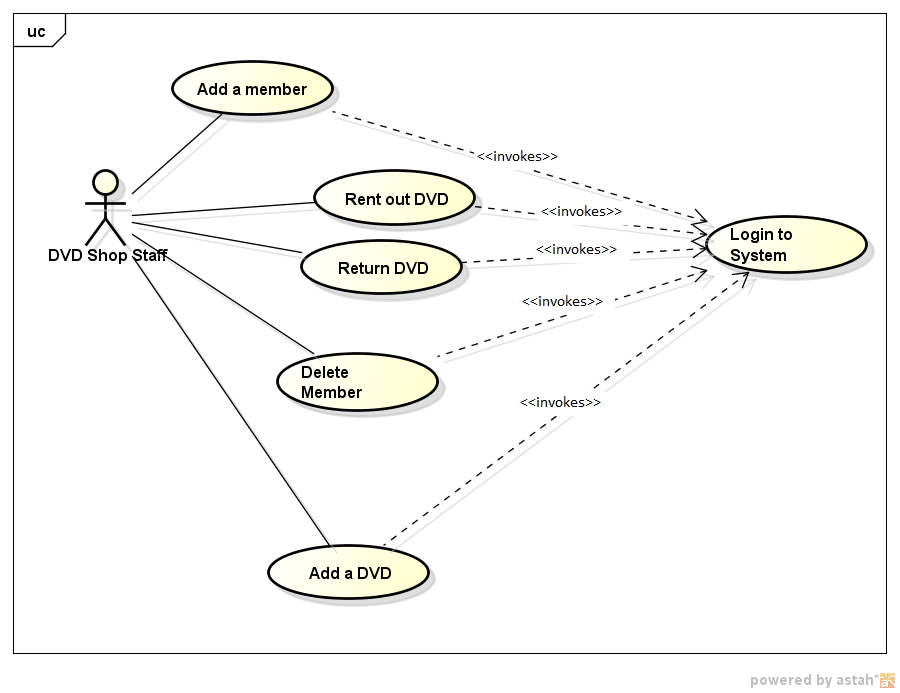 uc
Add a member
<<invokes>>
Rent out DVD
<<invokes>>
Login to
System
DVD Shop Staff
Return DVD
<<invokes>>
<<invokes>>
Delete
Member
<<invokes>>
Add a DVD
powered by astah*